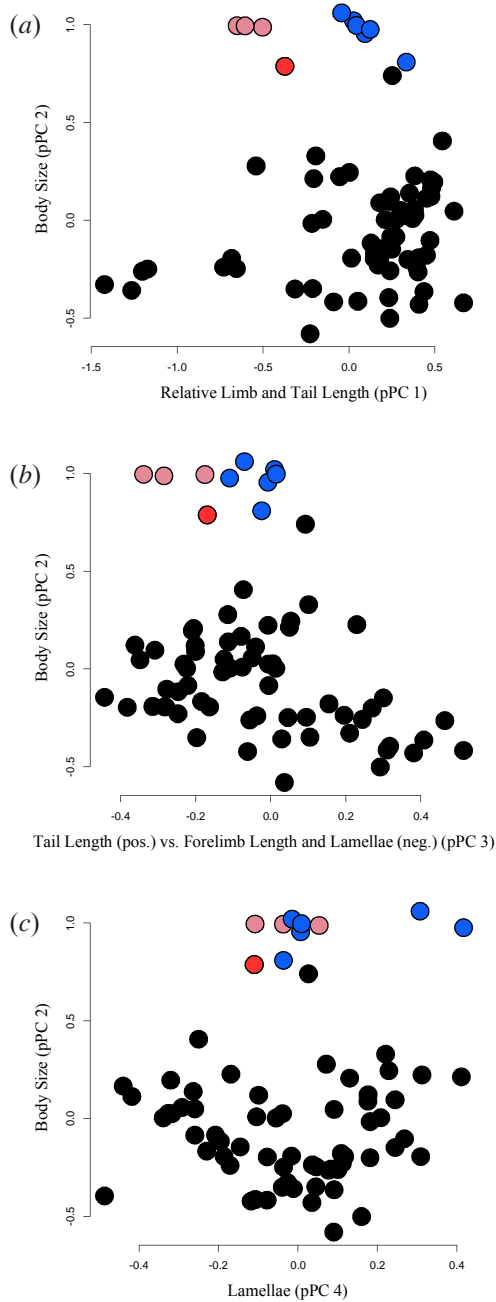 (a)
1.0
0.5
0.0
-0.5
Body Size (pPC 2)
-1.5 -1.0 -0.5 0.0 0.5
Relative Limb and Tail Length (pPC 1)
(b)
1.0
0.5
0.0
-0.5
Body Size (pPC 2)
-0.4 -0.2 0.0 0.2 0.4
Tail Length (pos.) vs. Forelimb Length and Lamellae (neg.) (pPC 3)
(c)
1.0
0.5
0.0
-0.5
Body Size (pPC 2)
-0.4 -0.2 0.0 0.2 0.4
Lamellae (pPC 4)